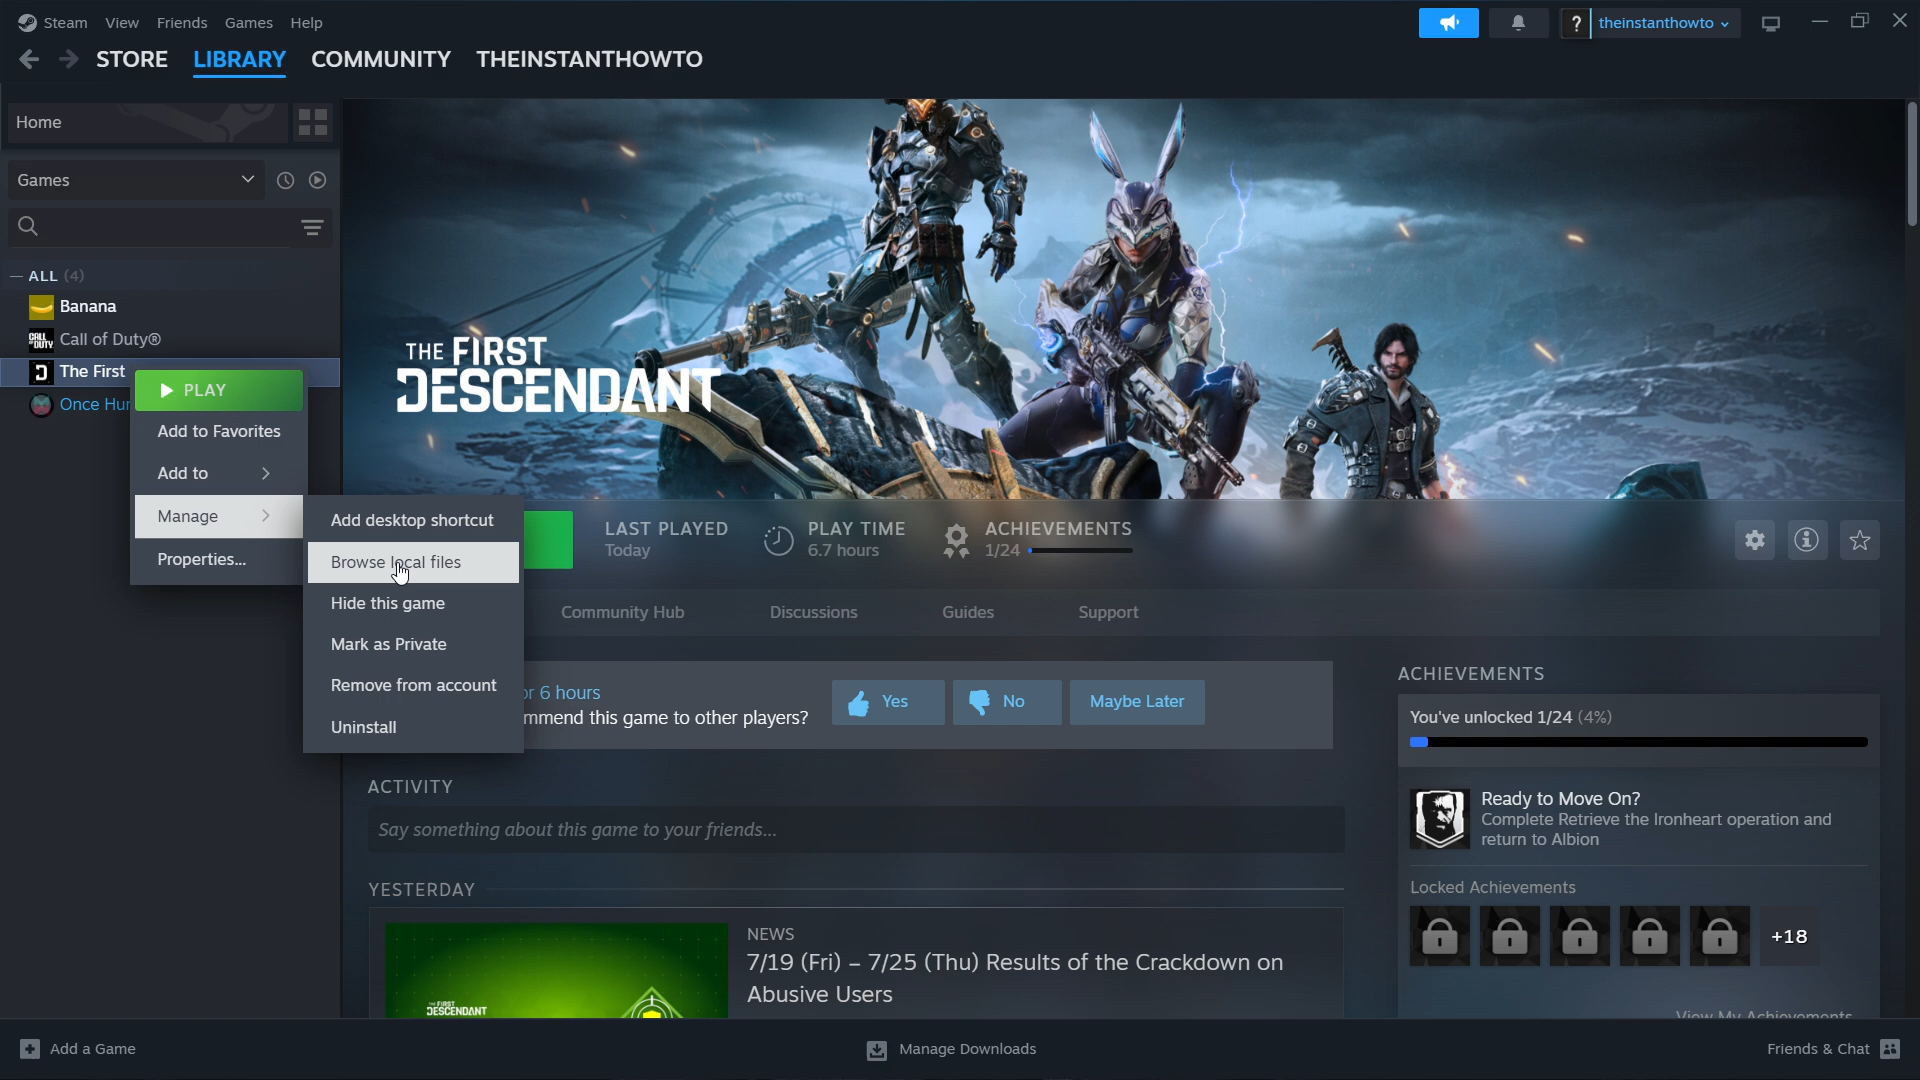 Steam View Friends Games Help
? theinstanthowto
STORE LIBRARY COMMUNITY THEINSTANTHOWTO
Home
Games
— ALL (4)
Banana
Call of Duty®
The First
Once Hun
PLAY
Add to Favorites
Add to
Manage
Properties...
Add desktop shortcut
Browse local files
Hide this game
Mark as Private
Remove from account
Uninstall
THE FIRST
DESCENDANT
LAST PLAYED
Today
PLAY TIME
6.7 hours
ACHIEVEMENTS
1/24
Community Hub Discussions Guides Support
or 6 hours
mmend this game to other players?
Yes No Maybe Later
ACTIVITY
Say something about this game to your friends...
YESTERDAY
THE FIRST
DESCENDANT
NEWS
7/19 (Fri) – 7/25 (Thu) Results of the Crackdown on
Abusive Users
ACHIEVEMENTS
You've unlocked 1/24 (4%)
Ready to Move On?
Complete Retrieve the Ironheart operation and
return to Albion
Locked Achievements
+18
View My Achievements
Add a Game
Manage Downloads
Friends & Chat